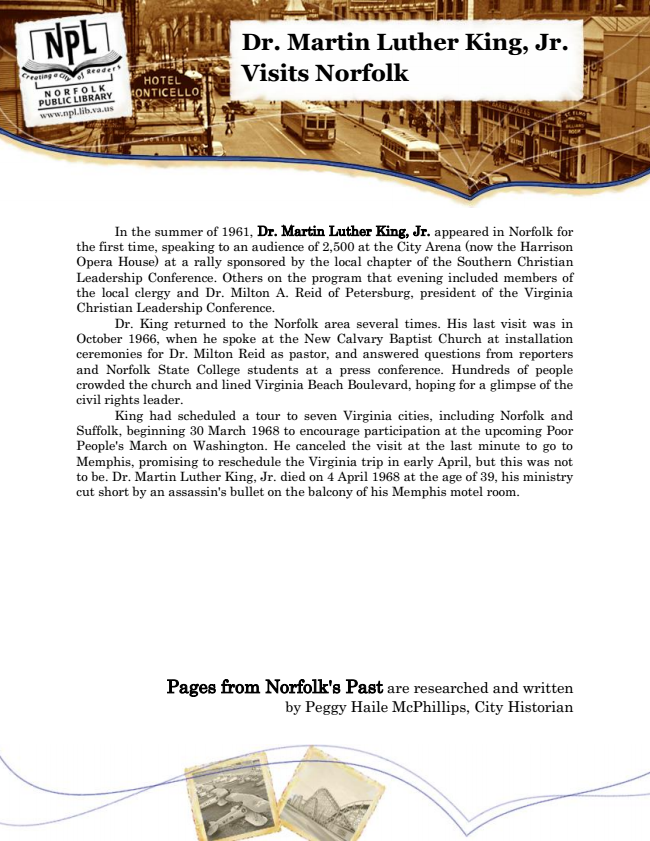 NPL
Creating a City of Readers
NORFOLK
PUBLIC LIBRARY
www.npl.lib.va.us
Dr. Martin Luther King, Jr.
Visits Norfolk
HOTEL
MONTICELLO
In the summer of 1961, Dr. Martin Luther King, Jr. appeared in Norfolk for
the first time, speaking to an audience of 2,500 at the City Arena (now the Harrison
Opera House) at a rally sponsored by the local chapter of the Southern Christian
Leadership Conference. Others on the program that evening included members of
the local clergy and Dr. Milton A. Reid of Petersburg, president of the Virginia
Christian Leadership Conference.
Dr. King returned to the Norfolk area several times. His last visit was in
October 1966, when he spoke at the New Calvary Baptist Church at installation
ceremonies for Dr. Milton Reid as pastor, and answered questions from reporters
and Norfolk State College students at a press conference. Hundreds of people
crowded the church and lined Virginia Beach Boulevard, hoping for a glimpse of the
civil rights leader.
King had scheduled a tour to seven Virginia cities, including Norfolk and
Suffolk, beginning 30 March 1968 to encourage participation at the upcoming Poor
People's March on Washington. He canceled the visit at the last minute to go to
Memphis, promising to reschedule the Virginia trip in early April, but this was not
to be. Dr. Martin Luther King, Jr. died on 4 April 1968 at the age of 39, his ministry
cut short by an assassin's bullet on the balcony of his Memphis motel room.
Pages from Norfolk's Past are researched and written
by Peggy Haile McPhillips, City Historian